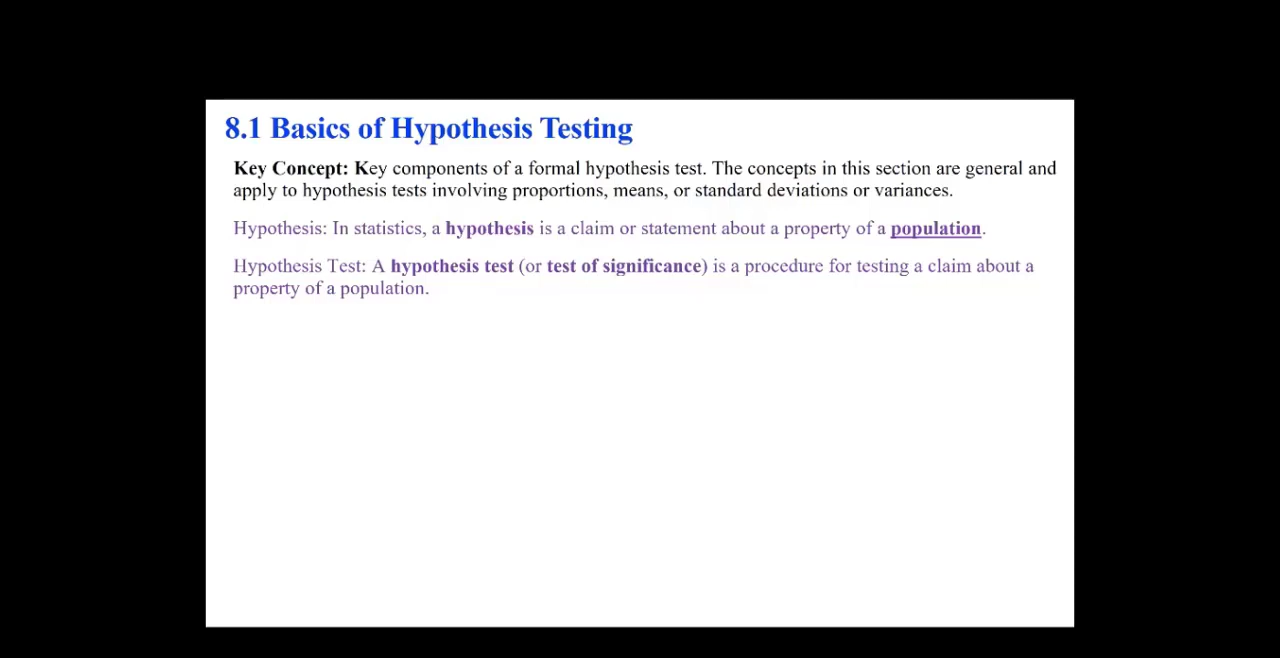 8.1 Basics of Hypothesis Testing
Key Concept: Key components of a formal hypothesis test. The concepts in this section are general and
apply to hypothesis tests involving proportions, means, or standard deviations or variances.
Hypothesis: In statistics, a hypothesis is a claim or statement about a property of a population.
Hypothesis Test: A hypothesis test (or test of significance) is a procedure for testing a claim about a
property of a population.